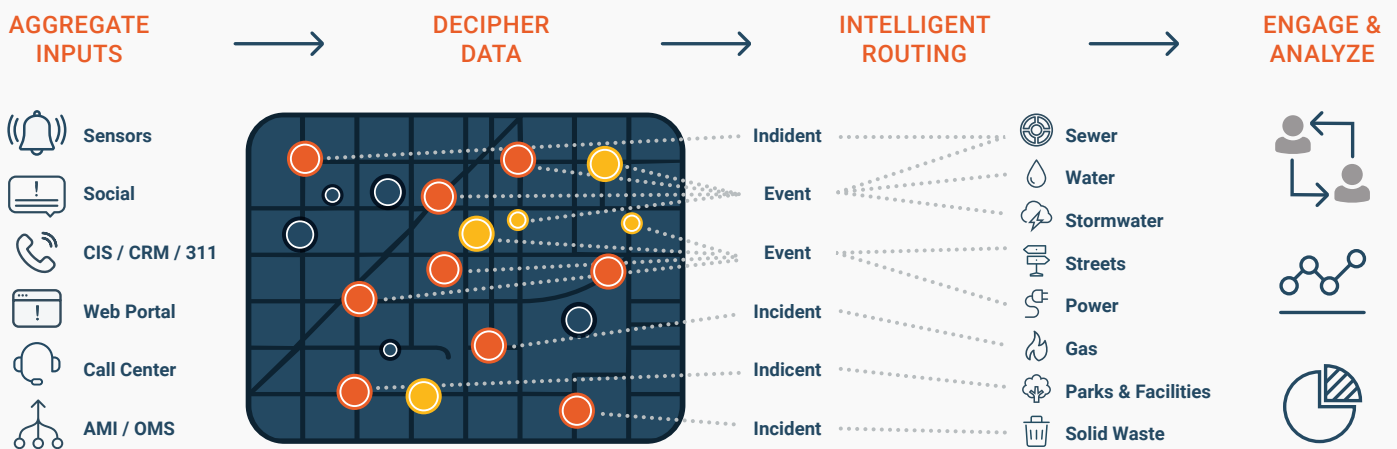 AGGREGATE
INPUTS
DECIPHER
DATA
INTELLIGENT
ROUTING
ENGAGE &
ANALYZE
Sensors
Social
CIS / CRM / 311
Web Portal
Call Center
AMI / OMS
Indident
Event
Event
Incident
Indicent
Incident
Sewer
Water
Stormwater
Streets
Power
Gas
Parks & Facilities
Solid Waste